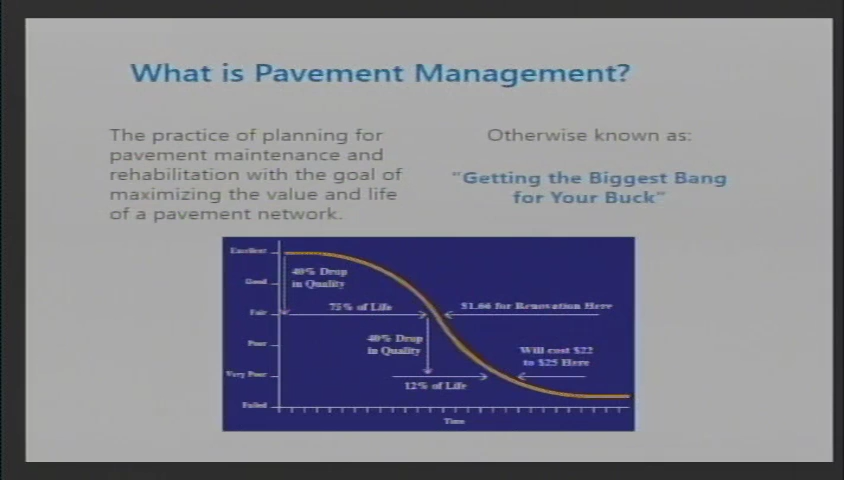 What is Pavement Management?
The practice of planning for
pavement maintenance and
rehabilitation with the goal of
maximizing the value and life
of a pavement network.
Otherwise known as:
"Getting the Biggest Bang
for Your Buck"
Excellent
Good
Fair
Poor
Very Poor
Failed
40% Drop
in Quality
75% of Life
$1.66 for Renovation Here
40% Drop
in Quality
Will cost $22
to $25 Here
12% of Life
Time